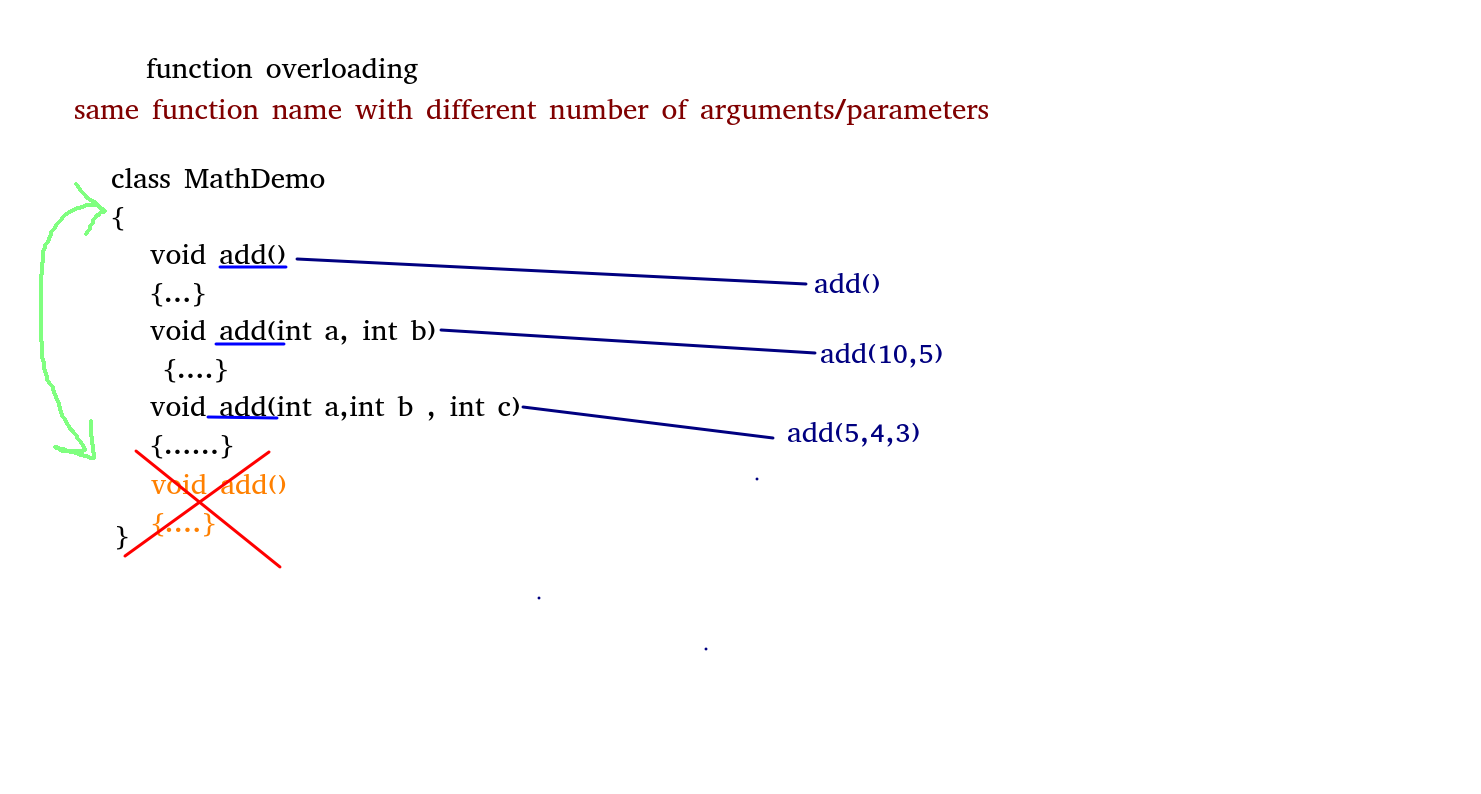 function overloading
same function name with different number of arguments/parameters
class MathDemo
{
void add()
add()
{...}
void add(int a, int b)
add(10,5)
{....}
void add(int a,int b , int c)
add(5,4,3)
{......}
void add()
{....}
}